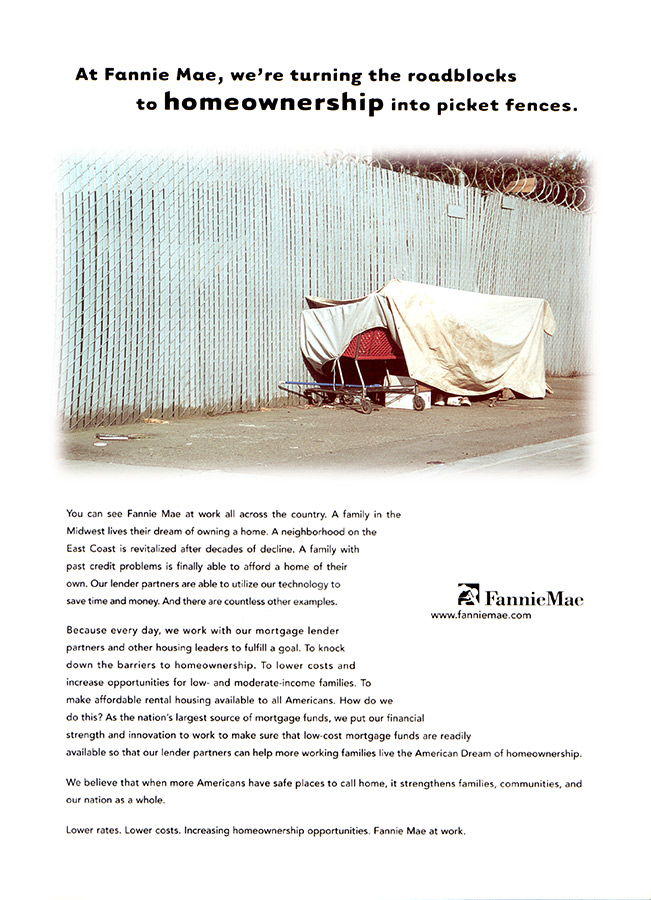 At Fannie Mae, we're turning the roadblocks
to homeownership into picket fences.
You can see Fannie Mae at work all across the country. A family in the
Midwest lives their dream of owning a home. A neighborhood on the
East Coast is revitalized after decades of decline. A family with
past credit problems is finally able to afford a home of their
own. Our lender partners are able to utilize our technology to
save time and money. And there are countless other examples.
FannieMae
www.fanniemae.com
Because every day, we work with our mortgage lender
partners and other housing leaders to fulfill a goal. To knock
down the barriers to homeownership. To lower costs and
increase opportunities for low- and moderate-income families. To
make affordable rental housing available to all Americans. How do we
do this? As the nation's largest source of mortgage funds, we put our financial
strength and innovation to work to make sure that low-cost mortgage funds are readily
available so that our lender partners can help more working families live the American Dream of homeownership.
We believe that when more Americans have safe places to call home, it strengthens families, communities, and
our nation as a whole.
Lower rates. Lower costs. Increasing homeownership opportunities. Fannie Mae at work.